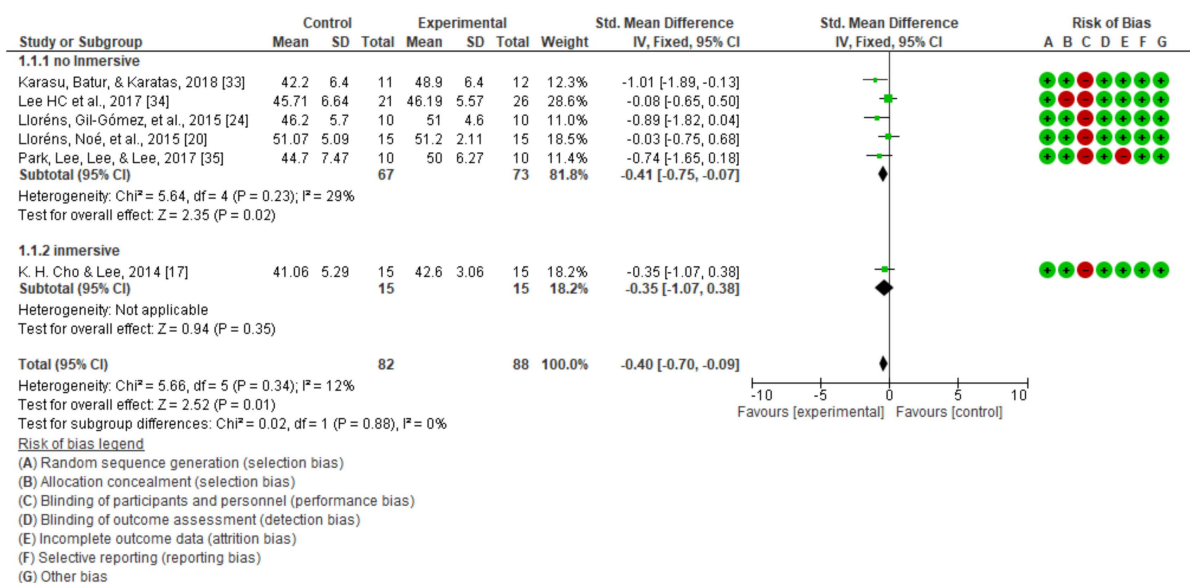 Control Experimental Std. Mean Difference Std. Mean Difference Risk of Bias
Study or Subgroup Mean SD Total Mean SD Total Weight IV, Fixed, 95% CI IV, Fixed, 95% CI A B C D E F G
1.1.1 no Inmersive
Karasu, Batur, & Karatas, 2018 [33] 42.2 6.4 11 48.9 6.4 12 12.3% -1.01 [-1.89, -0.13] + + - + + + +
Lee HC et al., 2017 [34] 45.71 6.64 21 46.19 5.57 26 28.6% -0.08 [-0.65, 0.50] + - - + + + +
Lloréns, Gil-Gómez, et al., 2015 [24] 46.2 5.7 10 51 4.6 10 11.0% -0.89 [-1.82, 0.04] + + - + + + +
Lloréns, Noé, et al., 2015 [20] 51.07 5.09 15 51.2 2.11 15 18.5% -0.03 [-0.75, 0.68] + + - + + + +
Park, Lee, Lee, & Lee, 2017 [35] 44.7 7.47 10 50 6.27 10 11.4% -0.74 [-1.65, 0.18] + + - + - + +
Subtotal (95% CI) 67 73 81.8% -0.41 [-0.75, -0.07]
Heterogeneity: Chi² = 5.64, df = 4 (P = 0.23); I² = 29%
Test for overall effect: Z = 2.35 (P = 0.02)
1.1.2 inmersive
K. H. Cho & Lee, 2014 [17] 41.06 5.29 15 42.6 3.06 15 18.2% -0.35 [-1.07, 0.38] + + - + + + +
Subtotal (95% CI) 15 15 18.2% -0.35 [-1.07, 0.38]
Heterogeneity: Not applicable
Test for overall effect: Z = 0.94 (P = 0.35)
Total (95% CI) 82 88 100.0% -0.40 [-0.70, -0.09]
Heterogeneity: Chi² = 5.66, df = 5 (P = 0.34); I² = 12%
Test for overall effect: Z = 2.52 (P = 0.01)
Test for subgroup differences: Chi² = 0.02, df = 1 (P = 0.88), I² = 0%
-10 -5 0 5 10
Favours [experimental] Favours [control]
Risk of bias legend
(A) Random sequence generation (selection bias)
(B) Allocation concealment (selection bias)
(C) Blinding of participants and personnel (performance bias)
(D) Blinding of outcome assessment (detection bias)
(E) Incomplete outcome data (attrition bias)
(F) Selective reporting (reporting bias)
(G) Other bias